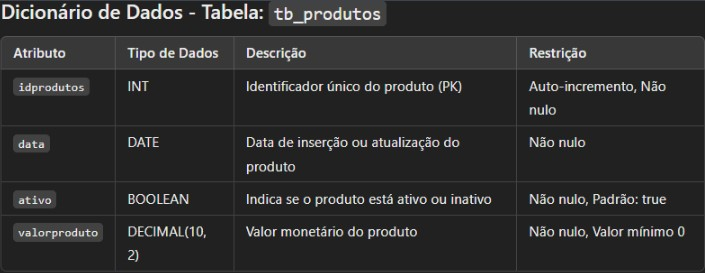 Dicionário de Dados - Tabela: tb_produtos
Atributo Tipo de Dados Descrição Restrição
idprodutos INT Identificador único do produto (PK) Auto-incremento, Não
nulo
data DATE Data de inserção ou atualização do Não nulo
produto
ativo BOOLEAN Indica se o produto está ativo ou inativo Não nulo, Padrão: true
valorproduto DECIMAL(10, Valor monetário do produto Não nulo, Valor mínimo 0
2)